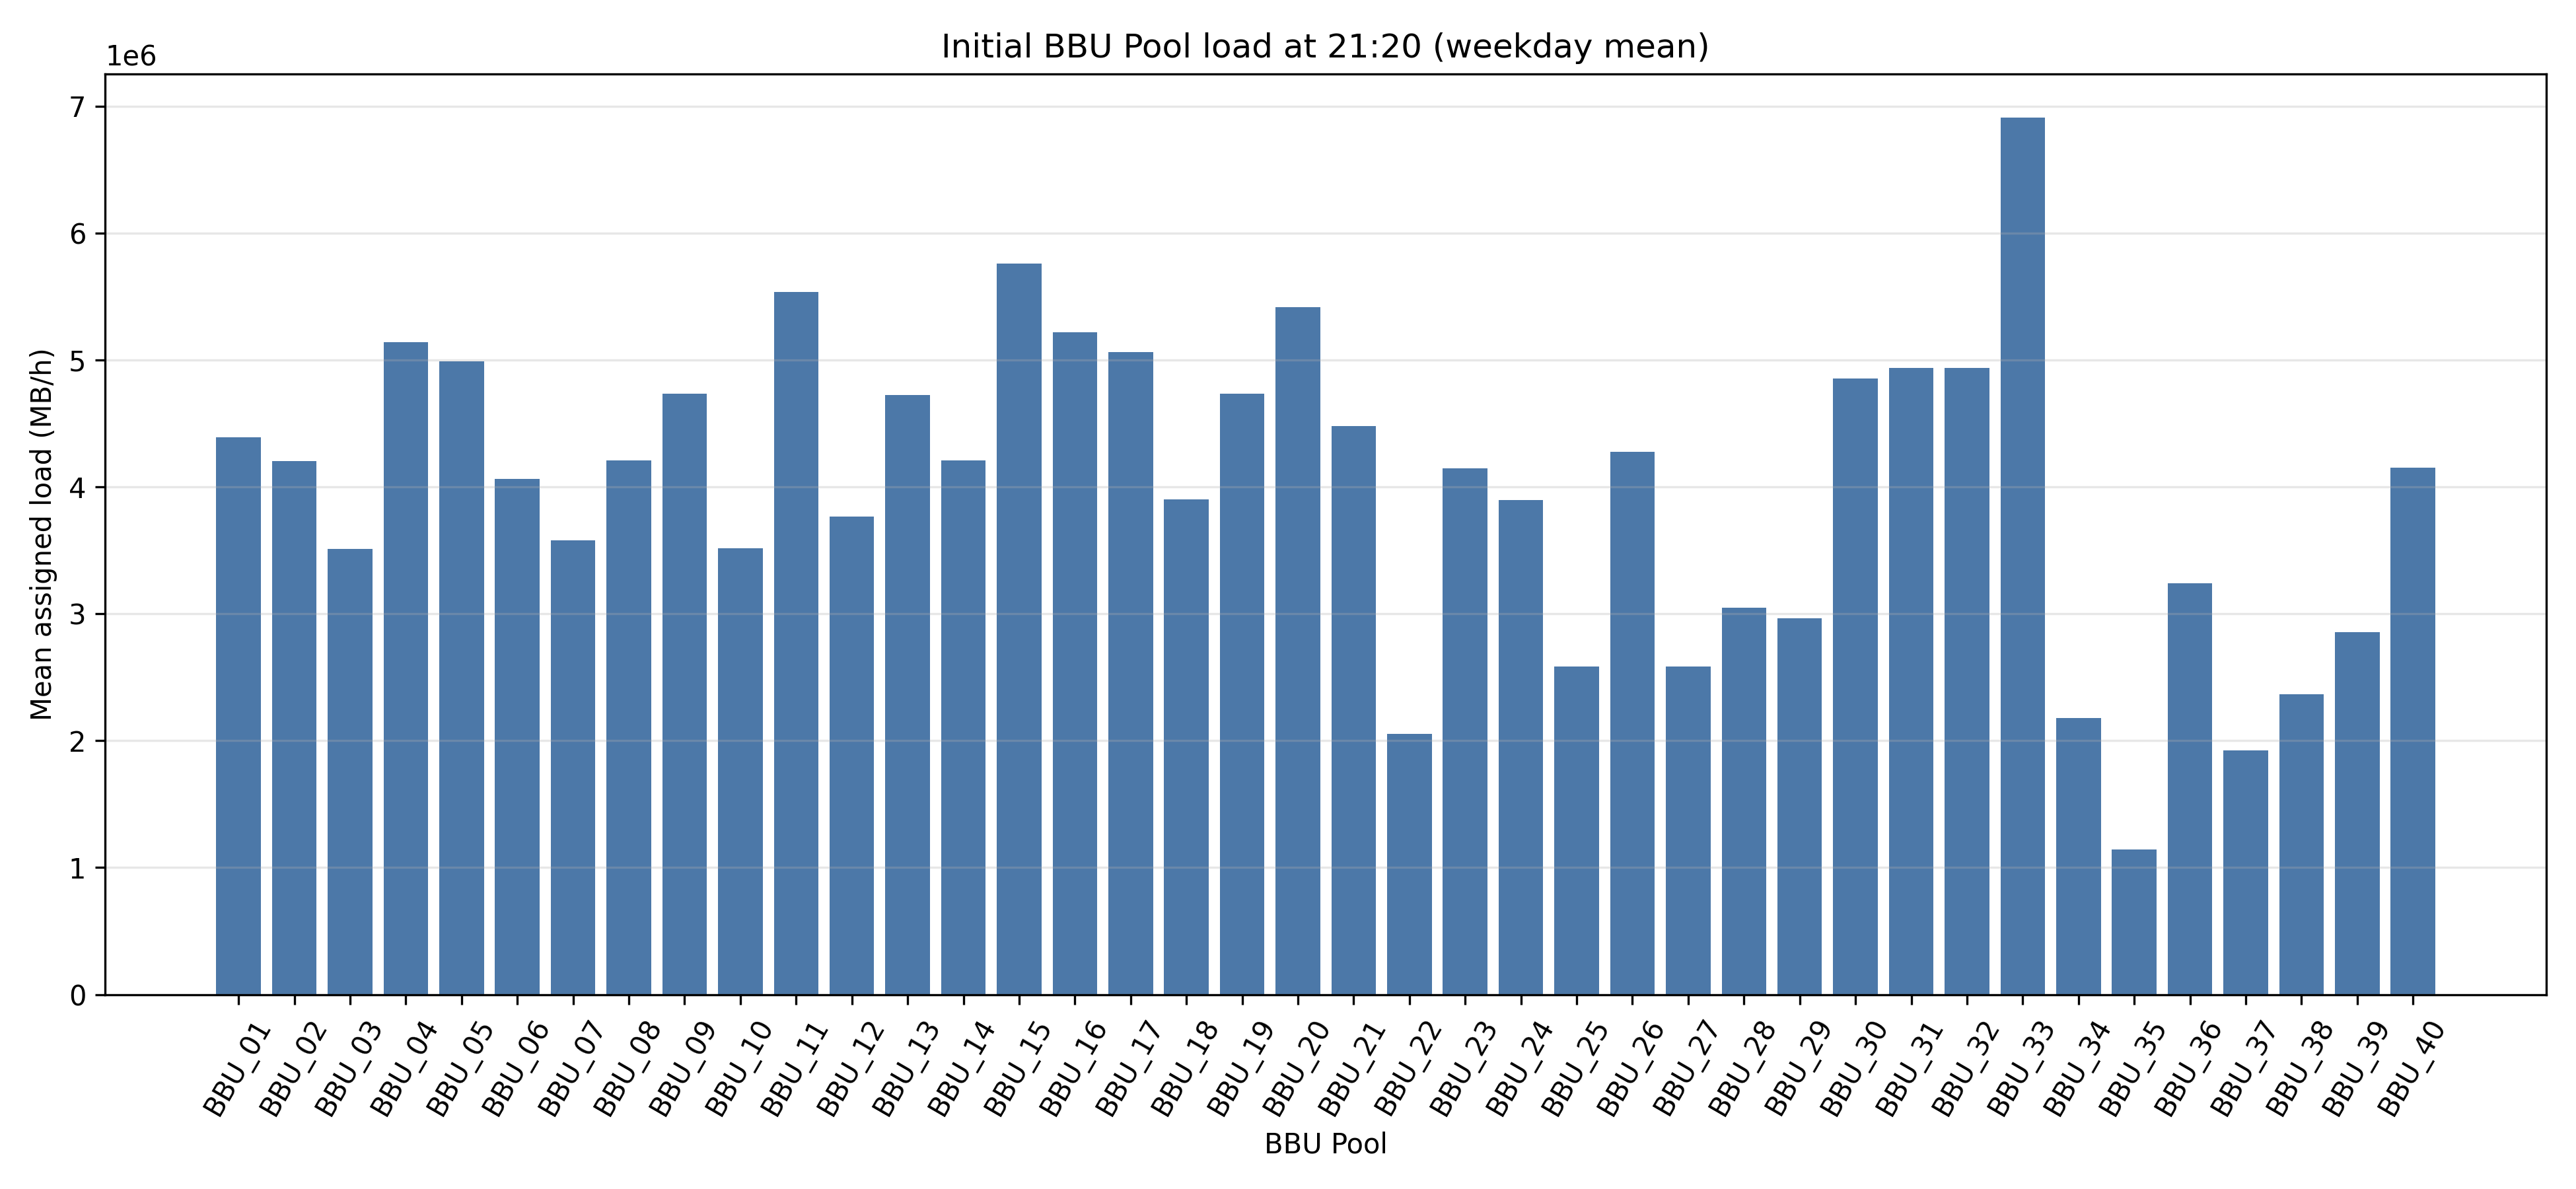 Initial BBU Pool load at 21:20 (weekday mean)
1e6
7
6
5
4
3
2
1
0
Mean assigned load (MB/h)
BBU_01
BBU_02
BBU_03
BBU_04
BBU_05
BBU_06
BBU_07
BBU_08
BBU_09
BBU_10
BBU_11
BBU_12
BBU_13
BBU_14
BBU_15
BBU_16
BBU_17
BBU_18
BBU_19
BBU_20
BBU_21
BBU_22
BBU_23
BBU_24
BBU_25
BBU_26
BBU_27
BBU_28
BBU_29
BBU_30
BBU_31
BBU_32
BBU_33
BBU_34
BBU_35
BBU_36
BBU_37
BBU_38
BBU_39
BBU_40
BBU Pool